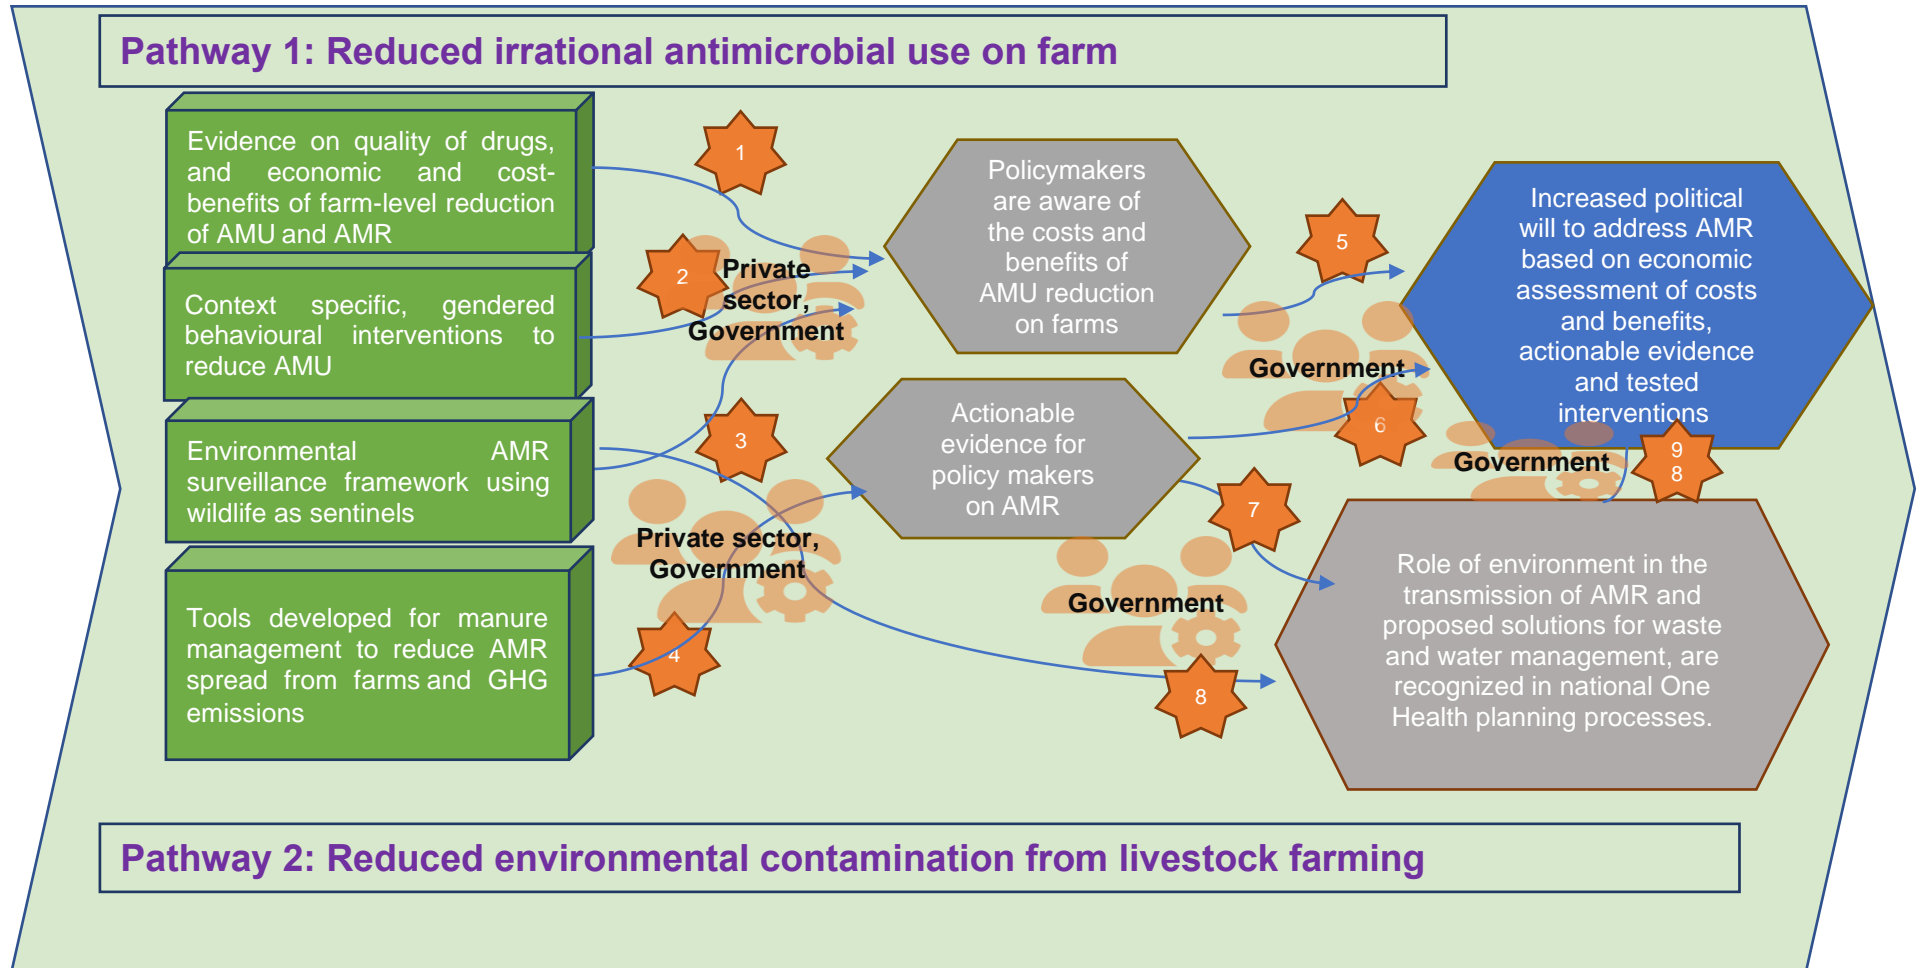 Pathway 1: Reduced irrational antimicrobial use on farm
Evidence on quality of drugs,
and economic and cost-
benefits of farm-level reduction
of AMU and AMR
Context specific, gendered
behavioural interventions to
reduce AMU
Environmental AMR
surveillance framework using
wildlife as sentinels
Tools developed for manure
management to reduce AMR
spread from farms and GHG
emissions
1
2
Private
sector,
Government
3
Private sector,
Government
4
Policymakers
are aware of
the costs and
benefits of
AMU reduction
on farms
Actionable
evidence for
policy makers
on AMR
5
Government
6
7
Government
8
Increased political
will to address AMR
based on economic
assessment of costs
and benefits,
actionable evidence
and tested
interventions
Government
9
8
Role of environment in the
transmission of AMR and
proposed solutions for waste
and water management, are
recognized in national One
Health planning processes.
Pathway 2: Reduced environmental contamination from livestock farming